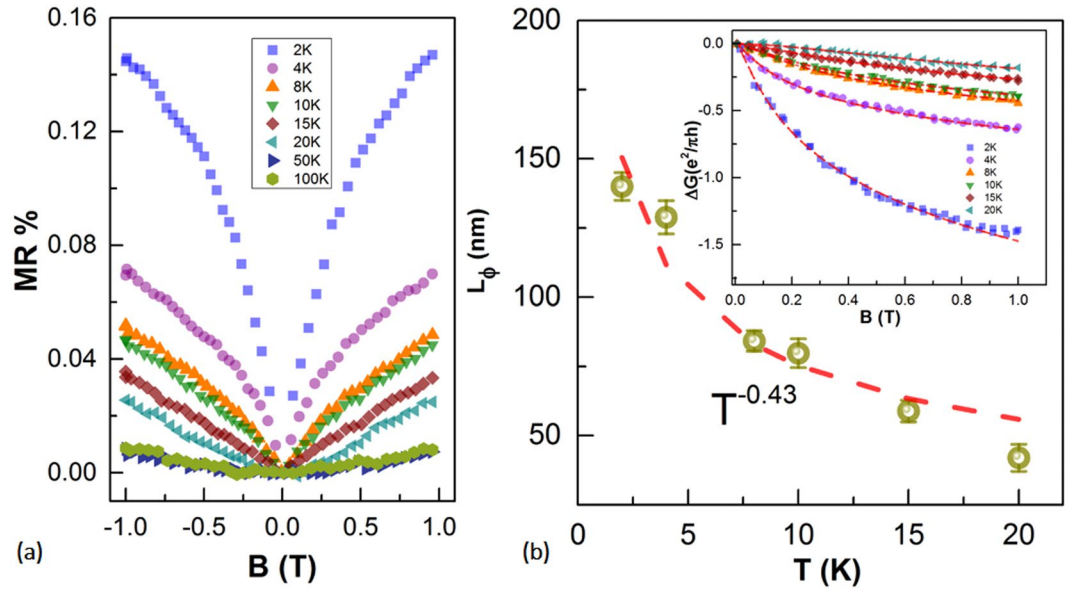 MR %
0.16
0.12
0.08
0.04
0.00
-1.0 -0.5 0.0 0.5 1.0
B (T)
(a)
2K
4K
8K
10K
15K
20K
50K
100K
L_ϕ (nm)
200
150
100
50
0 5 10 15 20
T (K)
(b)
T^-0.43
ΔG(e²/πh)
0.0
-0.5
-1.0
-1.5
0.0 0.2 0.4 0.6 0.8 1.0
B (T)
2K
4K
8K
10K
15K
20K